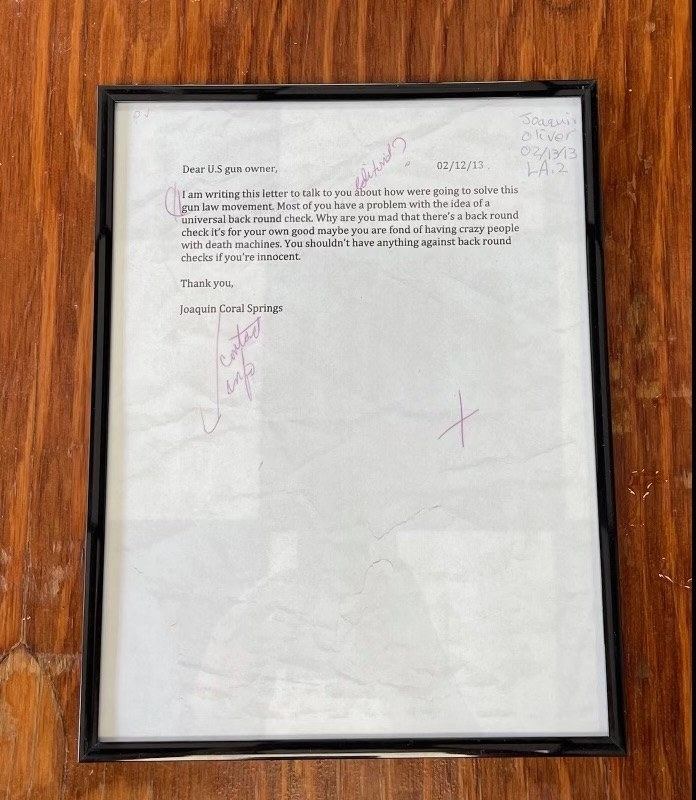 Joaquin
Oliver
02/13/13
LA.2
Dear U.S gun owner,
02/12/13
I am writing this letter to talk to you about how were going to solve this
gun law movement. Most of you have a problem with the idea of a
universal back round check. Why are you mad that there's a back round
check it's for your own good maybe you are fond of having crazy people
with death machines. You shouldn't have anything against back round
checks if you're innocent.
Thank you,
Joaquin Coral Springs
contact
info